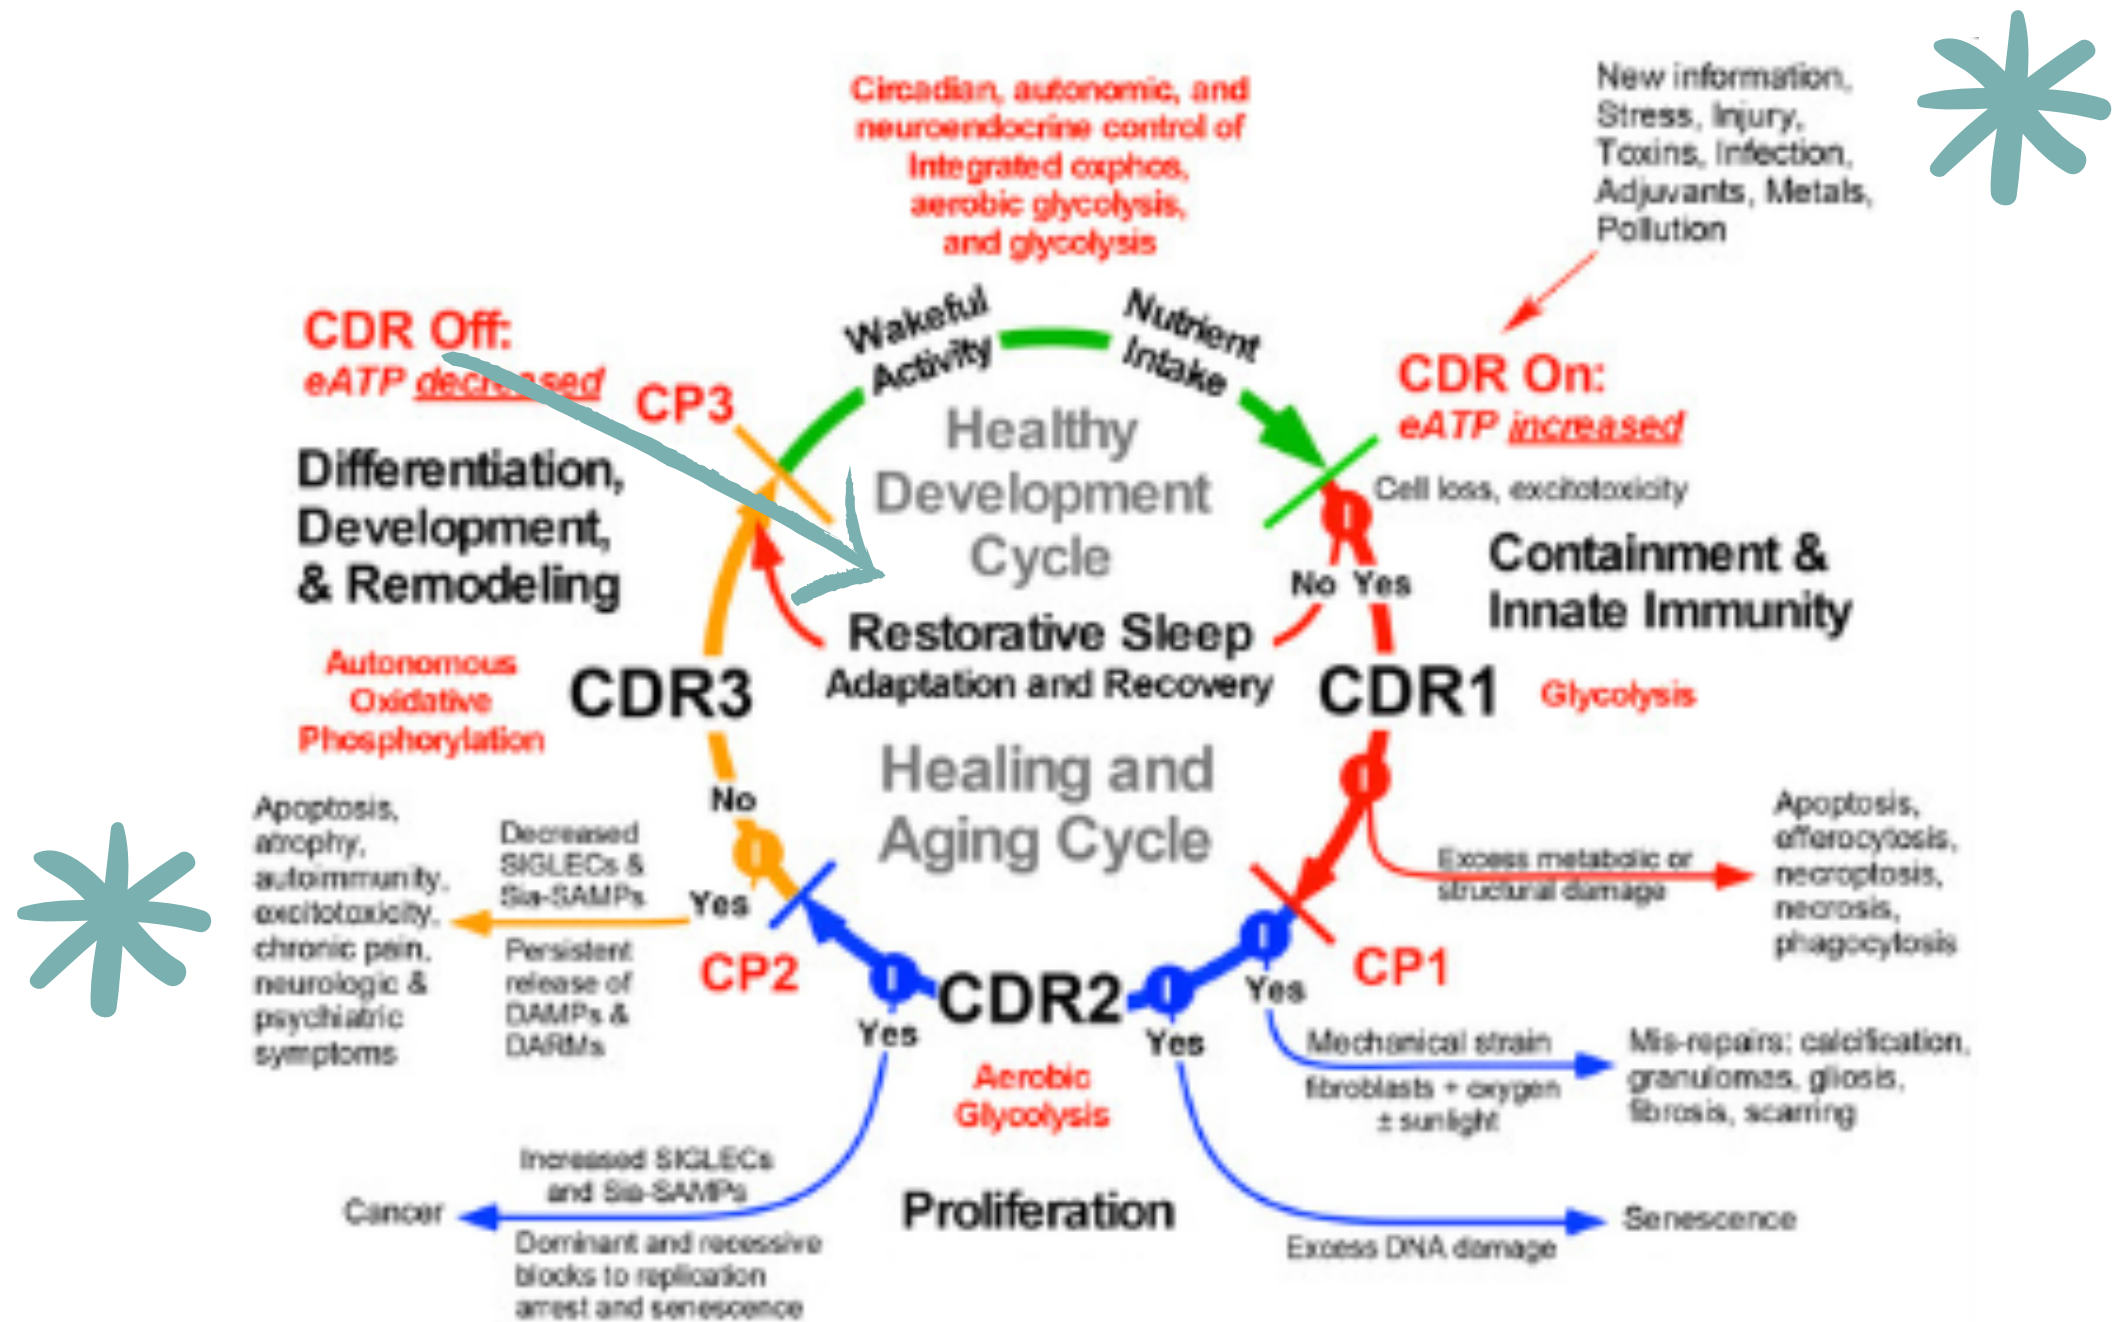 Circadian, autonomic, and
neuroendocrine control of
Integrated oxphos,
aerobic glycolysis,
and glycolysis
New information,
Stress, Injury,
Toxins, Infection,
Adjuvants, Metals,
Pollution
CDR Off:
eATP decreased
CP3
Wakeful
Activity
Nutrient
Intake
CDR On:
eATP increased
Cell loss, excitotoxicity
Differentiation,
Development,
& Remodeling
Healthy
Development
Cycle
No Yes
Containment &
Innate Immunity
Restorative Sleep
Adaptation and Recovery
Autonomous
Oxidative
Phosphorylation
CDR3
CDR1
Glycolysis
Healing and
Aging Cycle
No
Apoptosis,
atrophy,
autoimmunity,
excitotoxicity,
chronic pain,
neurologic &
psychiatric
symptoms
Decreased
SIGLECs &
Sia-SAMPs
Yes
Persistent
release of
DAMPs &
DARMs
CP2
Excess metabolic or
structural damage
Apoptosis,
efferocytosis,
necroptosis,
necrosis,
phagocytosis
CP1
CDR2
Yes
Yes
Yes
Aerobic
Glycolysis
Mechanical strain
fibroblasts + oxygen
± sunlight
Mis-repairs: calcification,
granulomas, gliosis,
fibrosis, scarring
Increased SIGLECs
and Sia-SAMPs
Cancer
Dominant and recessive
blocks to replication
arrest and senescence
Proliferation
Senescence
Excess DNA damage